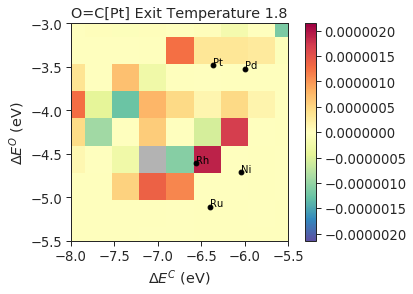 O=C[Pt] Exit Temperature 1.8
−3.0
−3.5
−4.0
−4.5
−5.0
−5.5
ΔE^O (eV)
Pt
Pd
Rh
Ni
Ru
−8.0 −7.5 −7.0 −6.5 −6.0 −5.5
ΔE^C (eV)
0.0000020
0.0000015
0.0000010
0.0000005
0.0000000
−0.0000005
−0.0000010
−0.0000015
−0.0000020